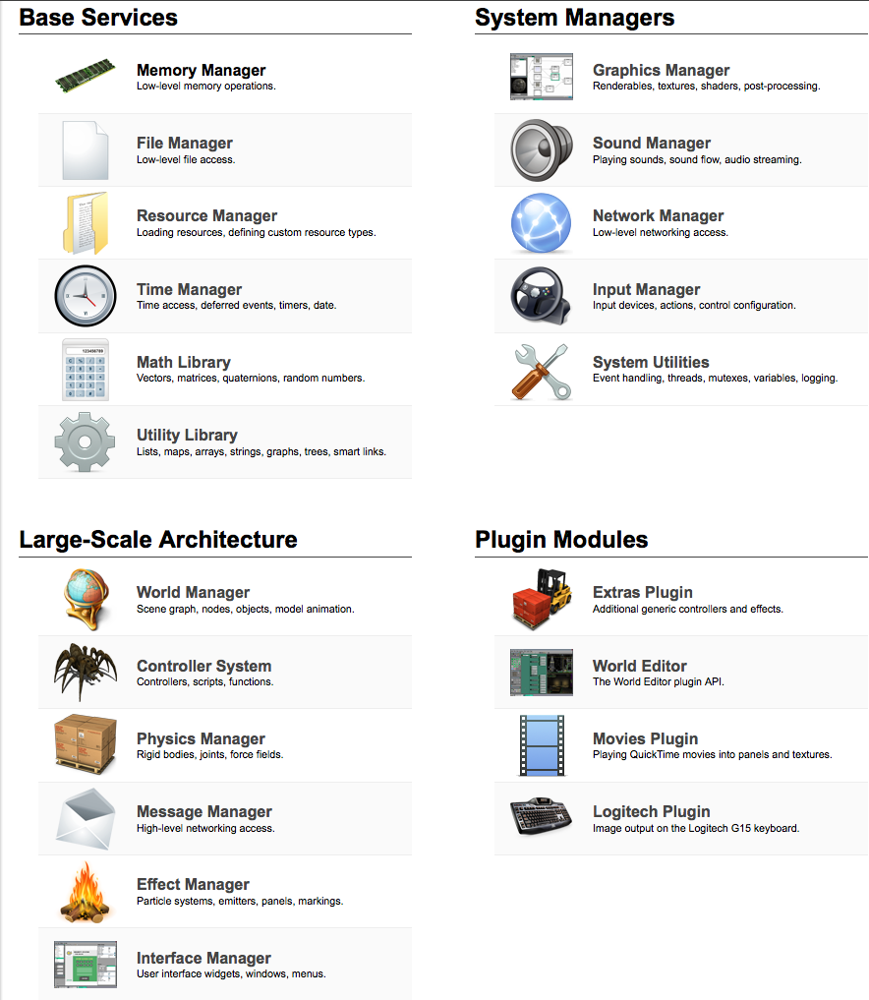 Base Services
Memory Manager
Low-level memory operations.
File Manager
Low-level file access.
Resource Manager
Loading resources, defining custom resource types.
Time Manager
Time access, deferred events, timers, date.
Math Library
Vectors, matrices, quaternions, random numbers.
Utility Library
Lists, maps, arrays, strings, graphs, trees, smart links.
System Managers
Graphics Manager
Renderables, textures, shaders, post-processing.
Sound Manager
Playing sounds, sound flow, audio streaming.
Network Manager
Low-level networking access.
Input Manager
Input devices, actions, control configuration.
System Utilities
Event handling, threads, mutexes, variables, logging.
Large-Scale Architecture
World Manager
Scene graph, nodes, objects, model animation.
Controller System
Controllers, scripts, functions.
Physics Manager
Rigid bodies, joints, force fields.
Message Manager
High-level networking access.
Effect Manager
Particle systems, emitters, panels, markings.
Interface Manager
User interface widgets, windows, menus.
Plugin Modules
Extras Plugin
Additional generic controllers and effects.
World Editor
The World Editor plugin API.
Movies Plugin
Playing QuickTime movies into panels and textures.
Logitech Plugin
Image output on the Logitech G15 keyboard.